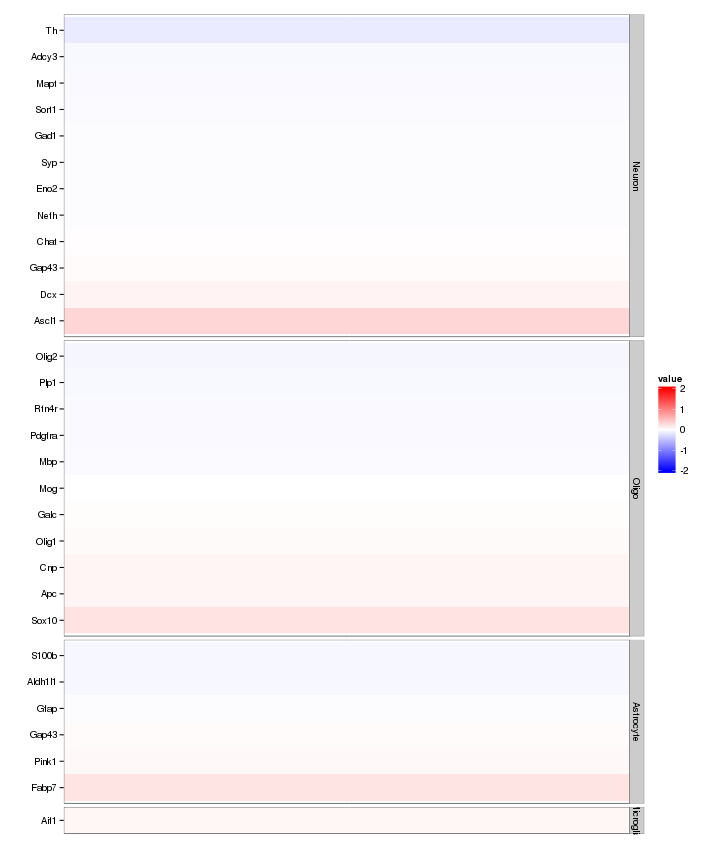 Th
Adcy3
Mapt
Sort1
Gad1
Syp
Eno2
Nefh
Chat
Gap43
Dcx
Ascl1
Neuron
Olig2
Plp1
Rtn4r
Pdgfra
Mbp
Mog
Galc
Olig1
Cnp
Apc
Sox10
Oligo
S100b
Aldh1l1
Gfap
Gap43
Pink1
Fabp7
Astrocyte
Aif1
value
2
1
0
-1
-2